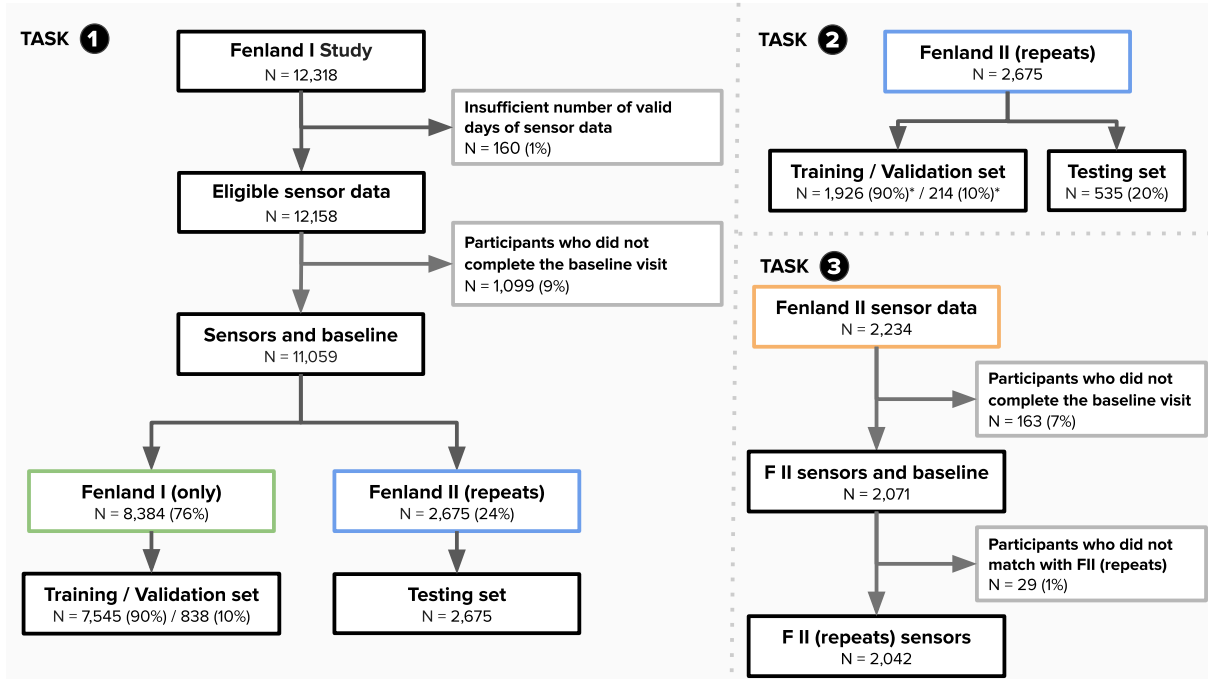 TASK 1
Fenland I Study
N = 12,318
Insufficient number of valid
days of sensor data
N = 160 (1%)
Eligible sensor data
N = 12,158
Participants who did not
complete the baseline visit
N = 1,099 (9%)
Sensors and baseline
N = 11,059
Fenland I (only)
N = 8,384 (76%)
Fenland II (repeats)
N = 2,675 (24%)
Training / Validation set
N = 7,545 (90%) / 838 (10%)
Testing set
N = 2,675
TASK 2
Fenland II (repeats)
N = 2,675
Training / Validation set
N = 1,926 (90%)* / 214 (10%)*
Testing set
N = 535 (20%)
TASK 3
Fenland II sensor data
N = 2,234
Participants who did not
complete the baseline visit
N = 163 (7%)
F II sensors and baseline
N = 2,071
Participants who did not
match with FII (repeats)
N = 29 (1%)
F II (repeats) sensors
N = 2,042